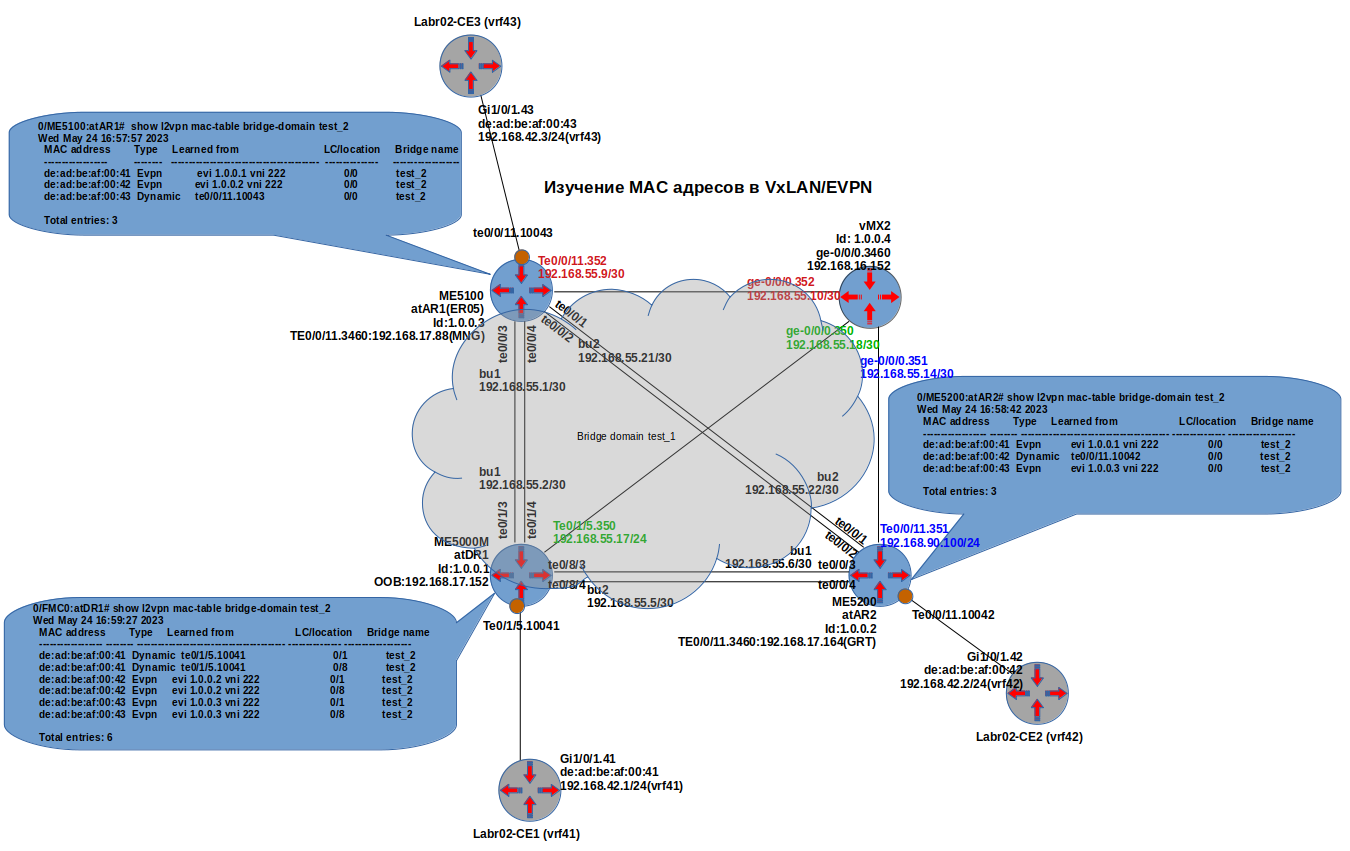 Labr02-CE3 (vrf43)
Gi1/0/1.43
de:ad:be:af:00:43
192.168.42.3/24(vrf43)
0/ME5100:atAR1# show l2vpn mac-table bridge-domain test_2
Wed May 24 16:57:57 2023
MAC address Type Learned from LC/location Bridge name
------------------ -------- ------------------------------------------ --------------- -------------------
de:ad:be:af:00:41 Evpn evi 1.0.0.1 vni 222 0/0 test_2
de:ad:be:af:00:42 Evpn evi 1.0.0.2 vni 222 0/0 test_2
de:ad:be:af:00:43 Dynamic te0/0/11.10043 0/0 test_2
Total entries: 3
Изучение MAC адресов в VxLAN/EVPN
te0/0/11.10043
vMX2
Id: 1.0.0.4
ge-0/0/0.3460
192.168.16.152
Te0/0/11.352
192.168.55.9/30
ge-0/0/0.352
192.168.55.10/30
ME5100
atAR1(ER05)
Id:1.0.0.3
TE0/0/11.3460:192.168.17.88(MNG)
te0/0/3
te0/0/4
te0/0/1
te0/0/2
bu2
192.168.55.21/30
ge-0/0/0.350
192.168.55.18/30
ge-0/0/0.351
192.168.55.14/30
bu1
192.168.55.1/30
Bridge domain test_1
0/ME5200:atAR2# show l2vpn mac-table bridge-domain test_2
Wed May 24 16:58:42 2023
MAC address Type Learned from LC/location Bridge name
------------------ -------- ------------------------------------------ --------------- -------------------
de:ad:be:af:00:41 Evpn evi 1.0.0.1 vni 222 0/0 test_2
de:ad:be:af:00:42 Dynamic te0/0/11.10042 0/0 test_2
de:ad:be:af:00:43 Evpn evi 1.0.0.3 vni 222 0/0 test_2
Total entries: 3
bu1
192.168.55.2/30
bu2
192.168.55.22/30
te0/1/3
te0/1/4
Te0/1/5.350
192.168.55.17/24
te0/0/1
te0/0/2
Te0/0/11.351
192.168.90.100/24
ME5000M
atDR1
Id:1.0.0.1
OOB:192.168.17.152
te0/8/3
te0/8/4
bu2
192.168.55.5/30
bu1
192.168.55.6/30
te0/0/3
te0/0/4
ME5200
atAR2
Id:1.0.0.2
TE0/0/11.3460:192.168.17.164(GRT)
Te0/0/11.10042
0/FMC0:atDR1# show l2vpn mac-table bridge-domain test_2
Wed May 24 16:59:27 2023
MAC address Type Learned from LC/location Bridge name
------------------ -------- ------------------------------------------ --------------- -------------------
de:ad:be:af:00:41 Dynamic te0/1/5.10041 0/1 test_2
de:ad:be:af:00:41 Dynamic te0/1/5.10041 0/8 test_2
de:ad:be:af:00:42 Evpn evi 1.0.0.2 vni 222 0/1 test_2
de:ad:be:af:00:42 Evpn evi 1.0.0.2 vni 222 0/8 test_2
de:ad:be:af:00:43 Evpn evi 1.0.0.3 vni 222 0/1 test_2
de:ad:be:af:00:43 Evpn evi 1.0.0.3 vni 222 0/8 test_2
Total entries: 6
Te0/1/5.10041
Gi1/0/1.42
de:ad:be:af:00:42
192.168.42.2/24(vrf42)
Labr02-CE2 (vrf42)
Gi1/0/1.41
de:ad:be:af:00:41
192.168.42.1/24(vrf41)
Labr02-CE1 (vrf41)